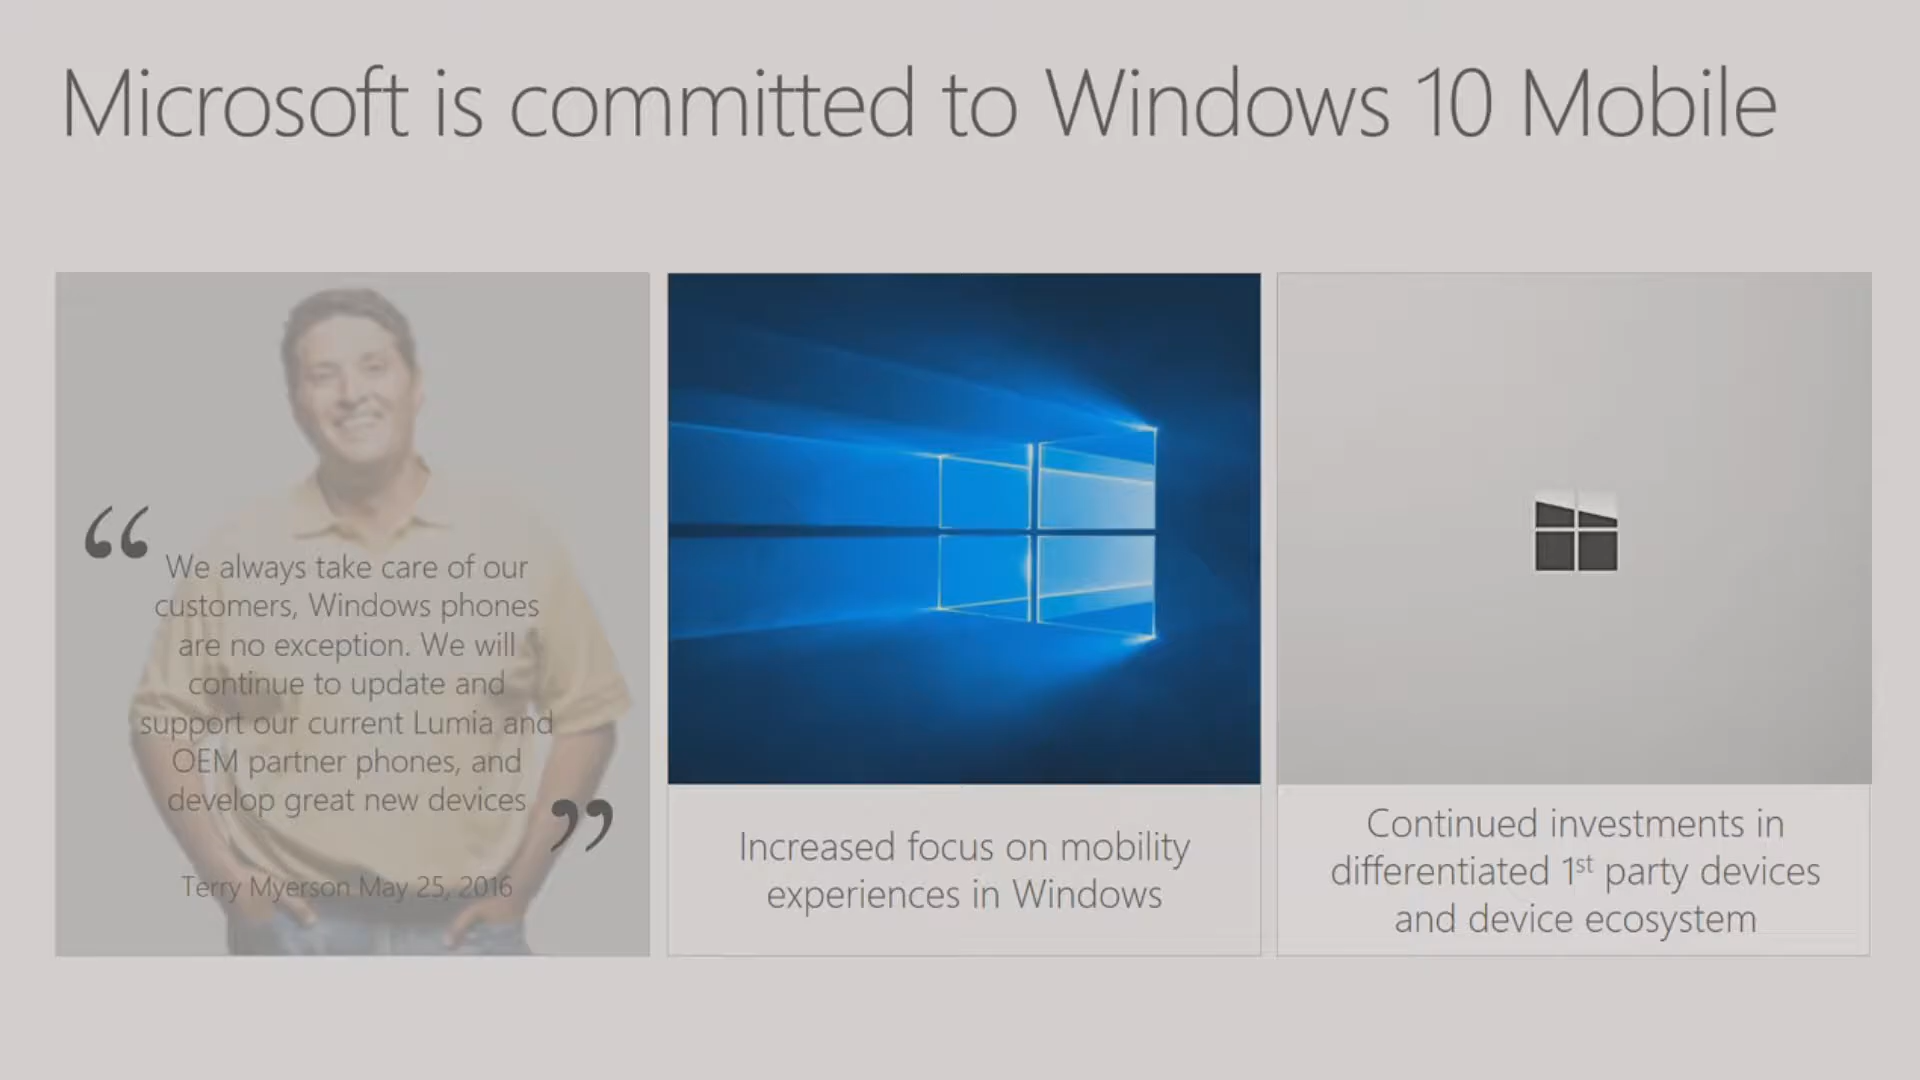 Microsoft is committed to Windows 10 Mobile
“
We always take care of our
customers, Windows phones
are no exception. We will
continue to update and
support our current Lumia and
OEM partner phones, and
develop great new devices
”
Terry Myerson May 25, 2016
Increased focus on mobility
experiences in Windows
Continued investments in
differentiated 1st party devices
and device ecosystem